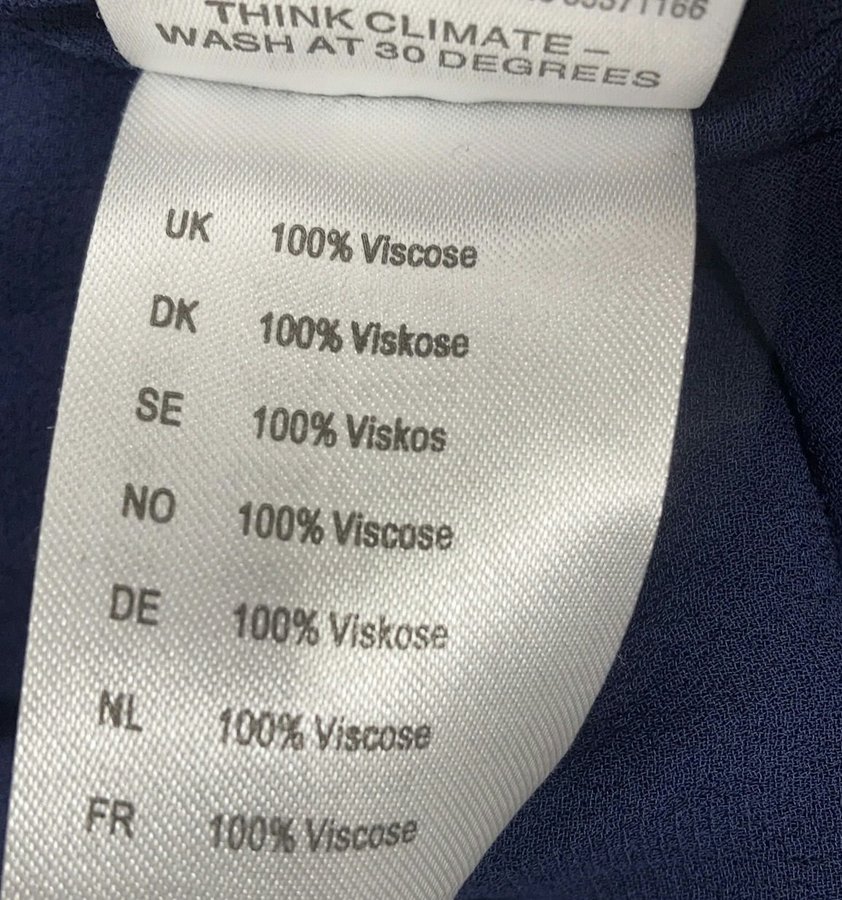 THINK CLIMATE –
WASH AT 30 DEGREES
UK 100% Viscose
DK 100% Viskose
SE 100% Viskos
NO 100% Viscose
DE 100% Viskose
NL 100% Viscose
FR 100% Viscose